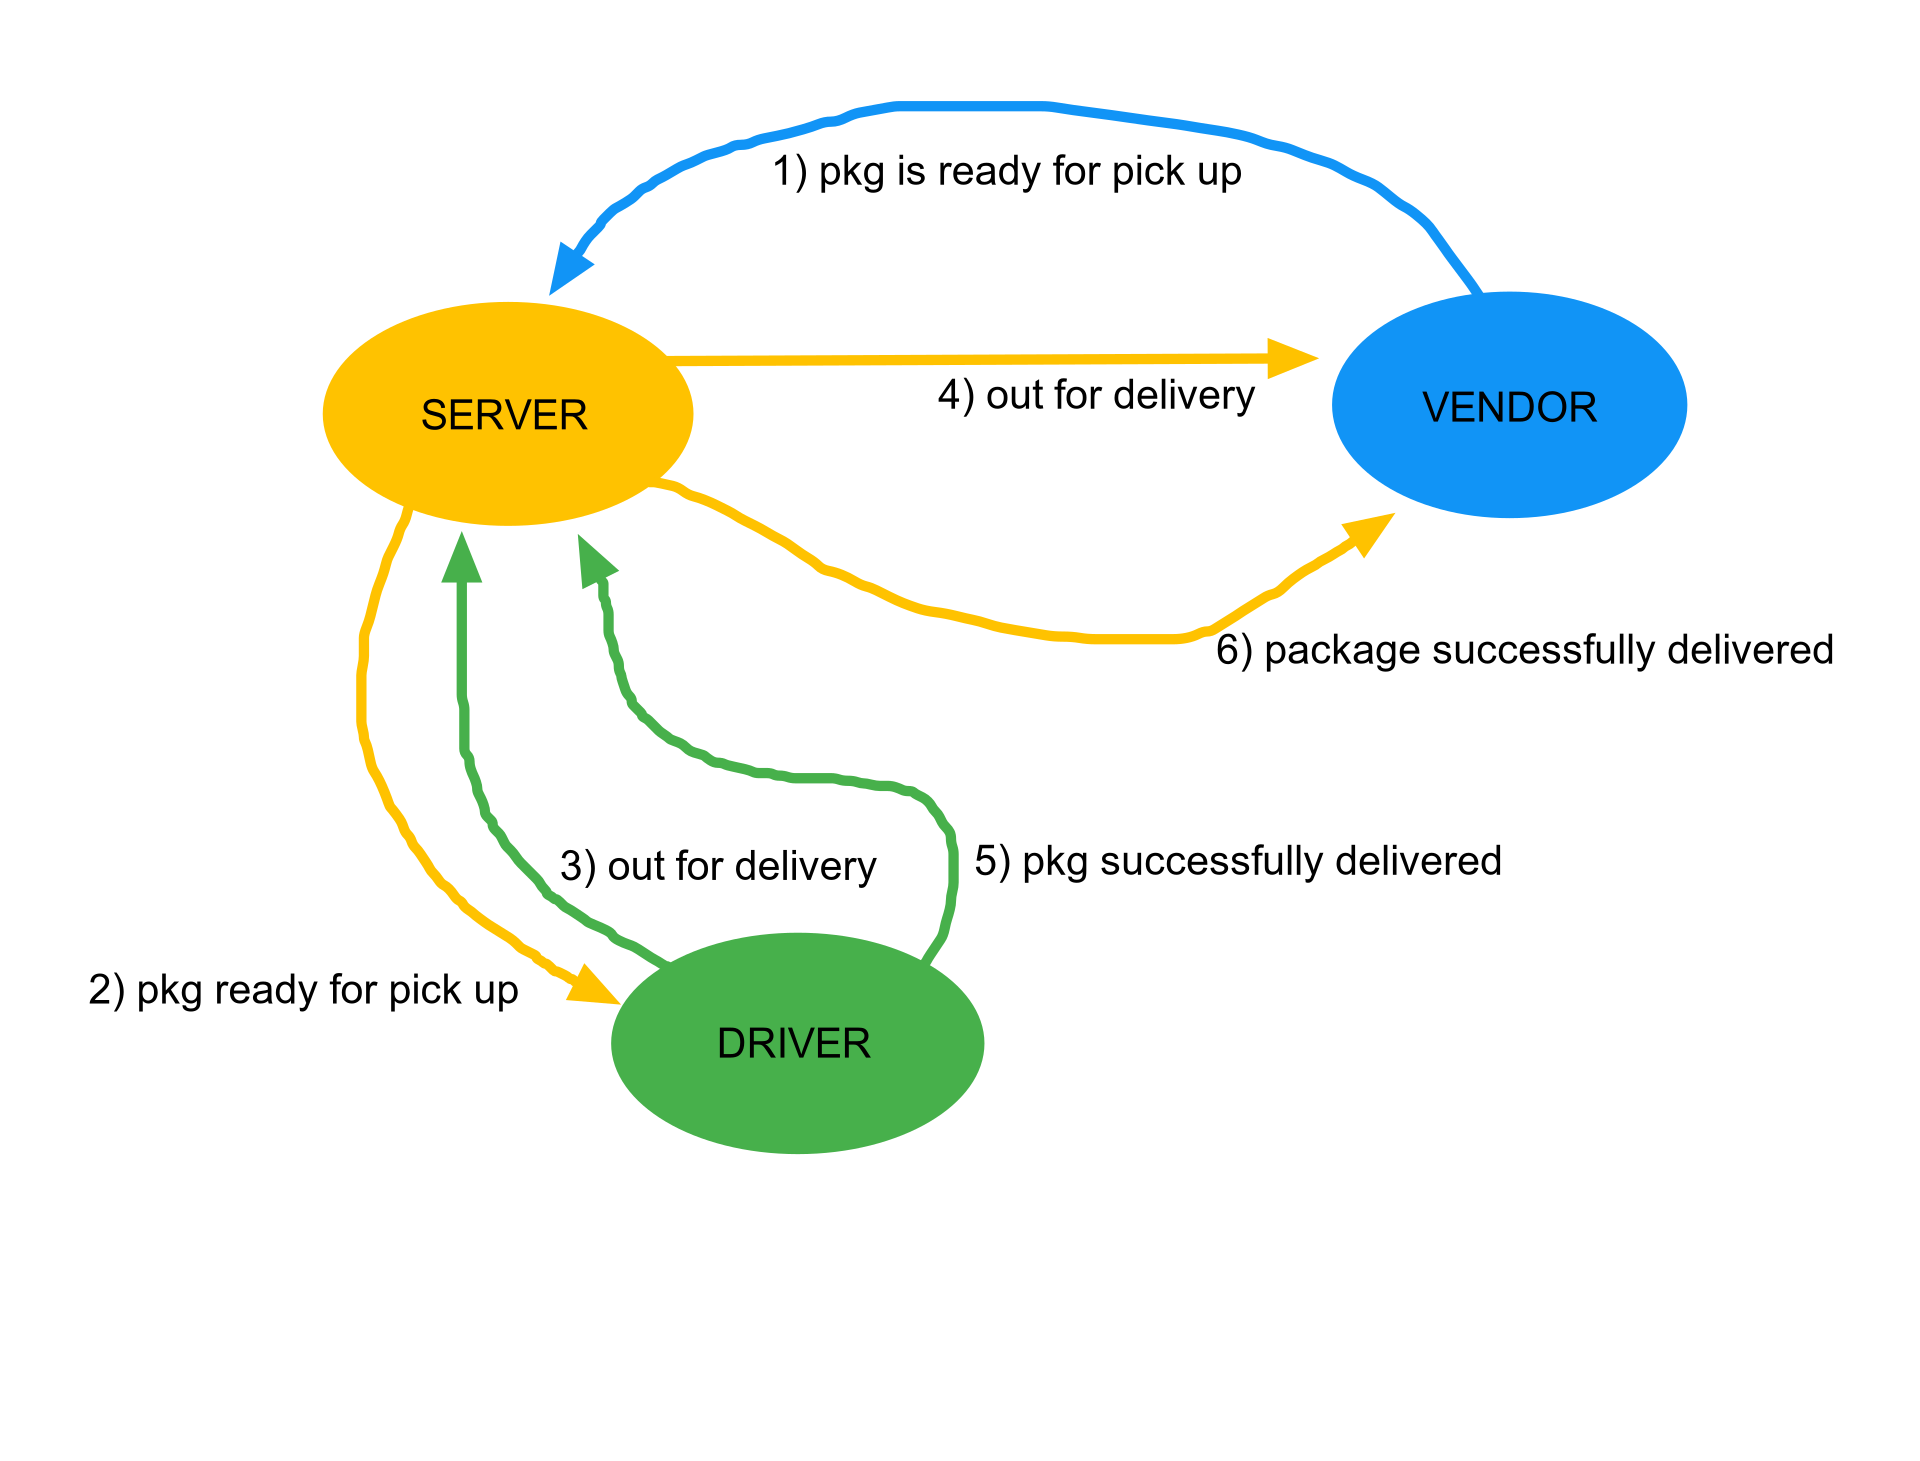 1) pkg is ready for pick up
SERVER
4) out for delivery
VENDOR
6) package successfully delivered
3) out for delivery
5) pkg successfully delivered
2) pkg ready for pick up
DRIVER